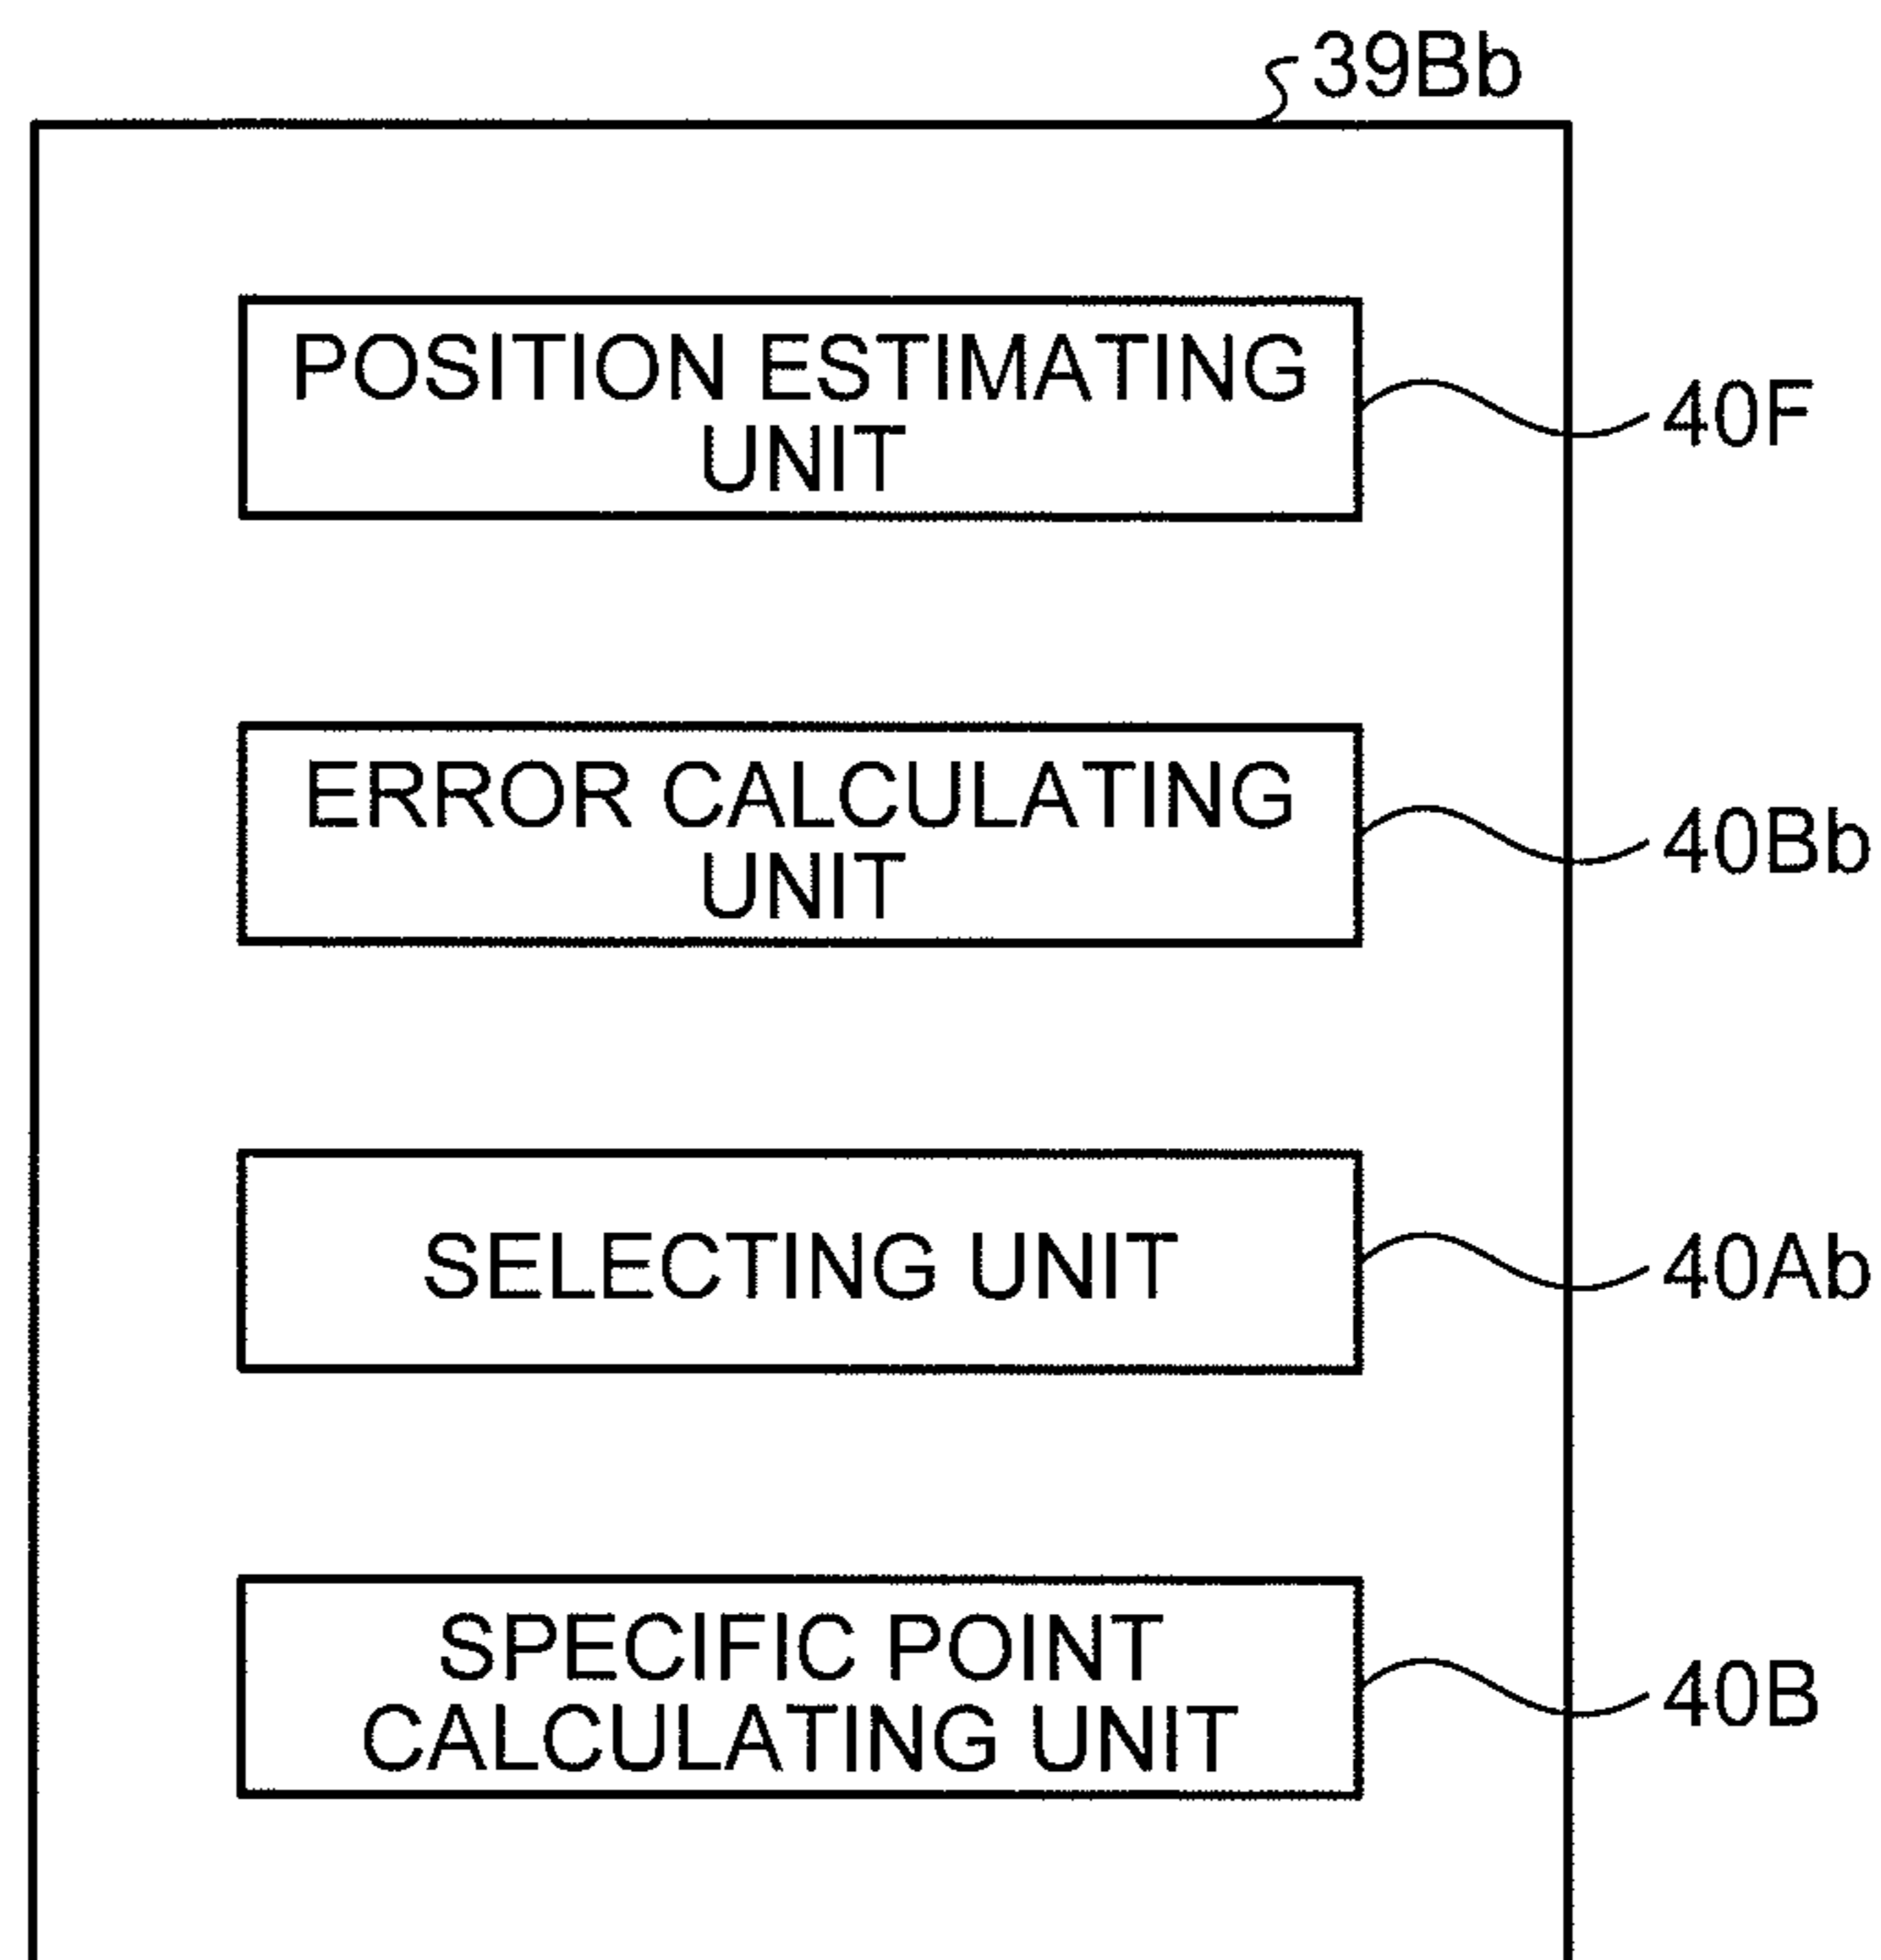 39Bb
POSITION ESTIMATING
UNIT
40F
ERROR CALCULATING
UNIT
40Bb
SELECTING UNIT
40Ab
SPECIFIC POINT
CALCULATING UNIT
40B